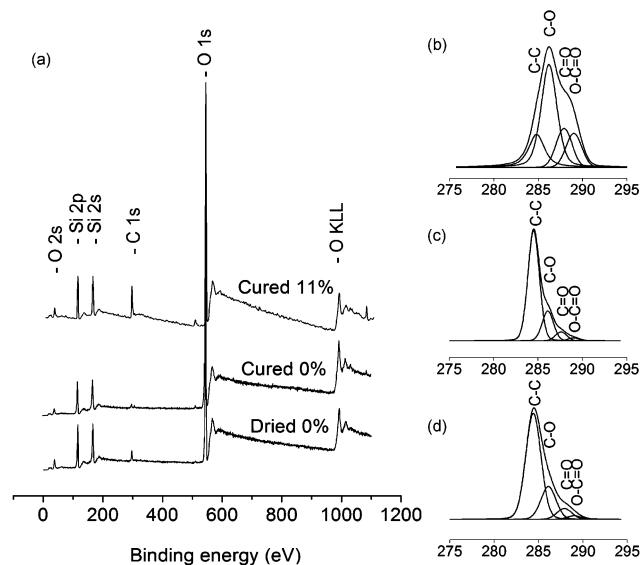 (a)
- O 2s
- Si 2p
- Si 2s
- C 1s
- O 1s
- O KLL
Cured 11%
Cured 0%
Dried 0%
0 200 400 600 800 1000 1200
Binding energy (eV)
(b)
C-C
C-O
C=O
O-C=O
275 280 285 290 295
(c)
C-C
C-O
C=O
O-C=O
275 280 285 290 295
(d)
C-C
C-O
C=O
O-C=O
275 280 285 290 295